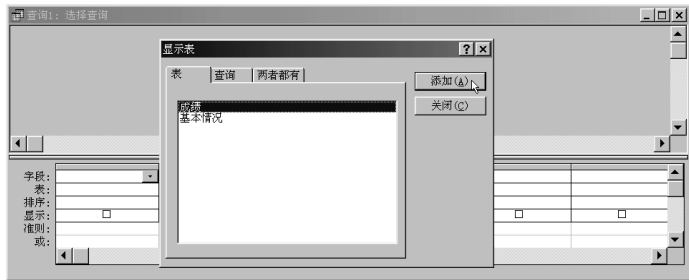 查询1: 选择查询
显示表
表 查询 两者都有
添加(A)
成绩
基本情况
关闭(C)
字段:
表:
排序:
显示:
准则:
或: